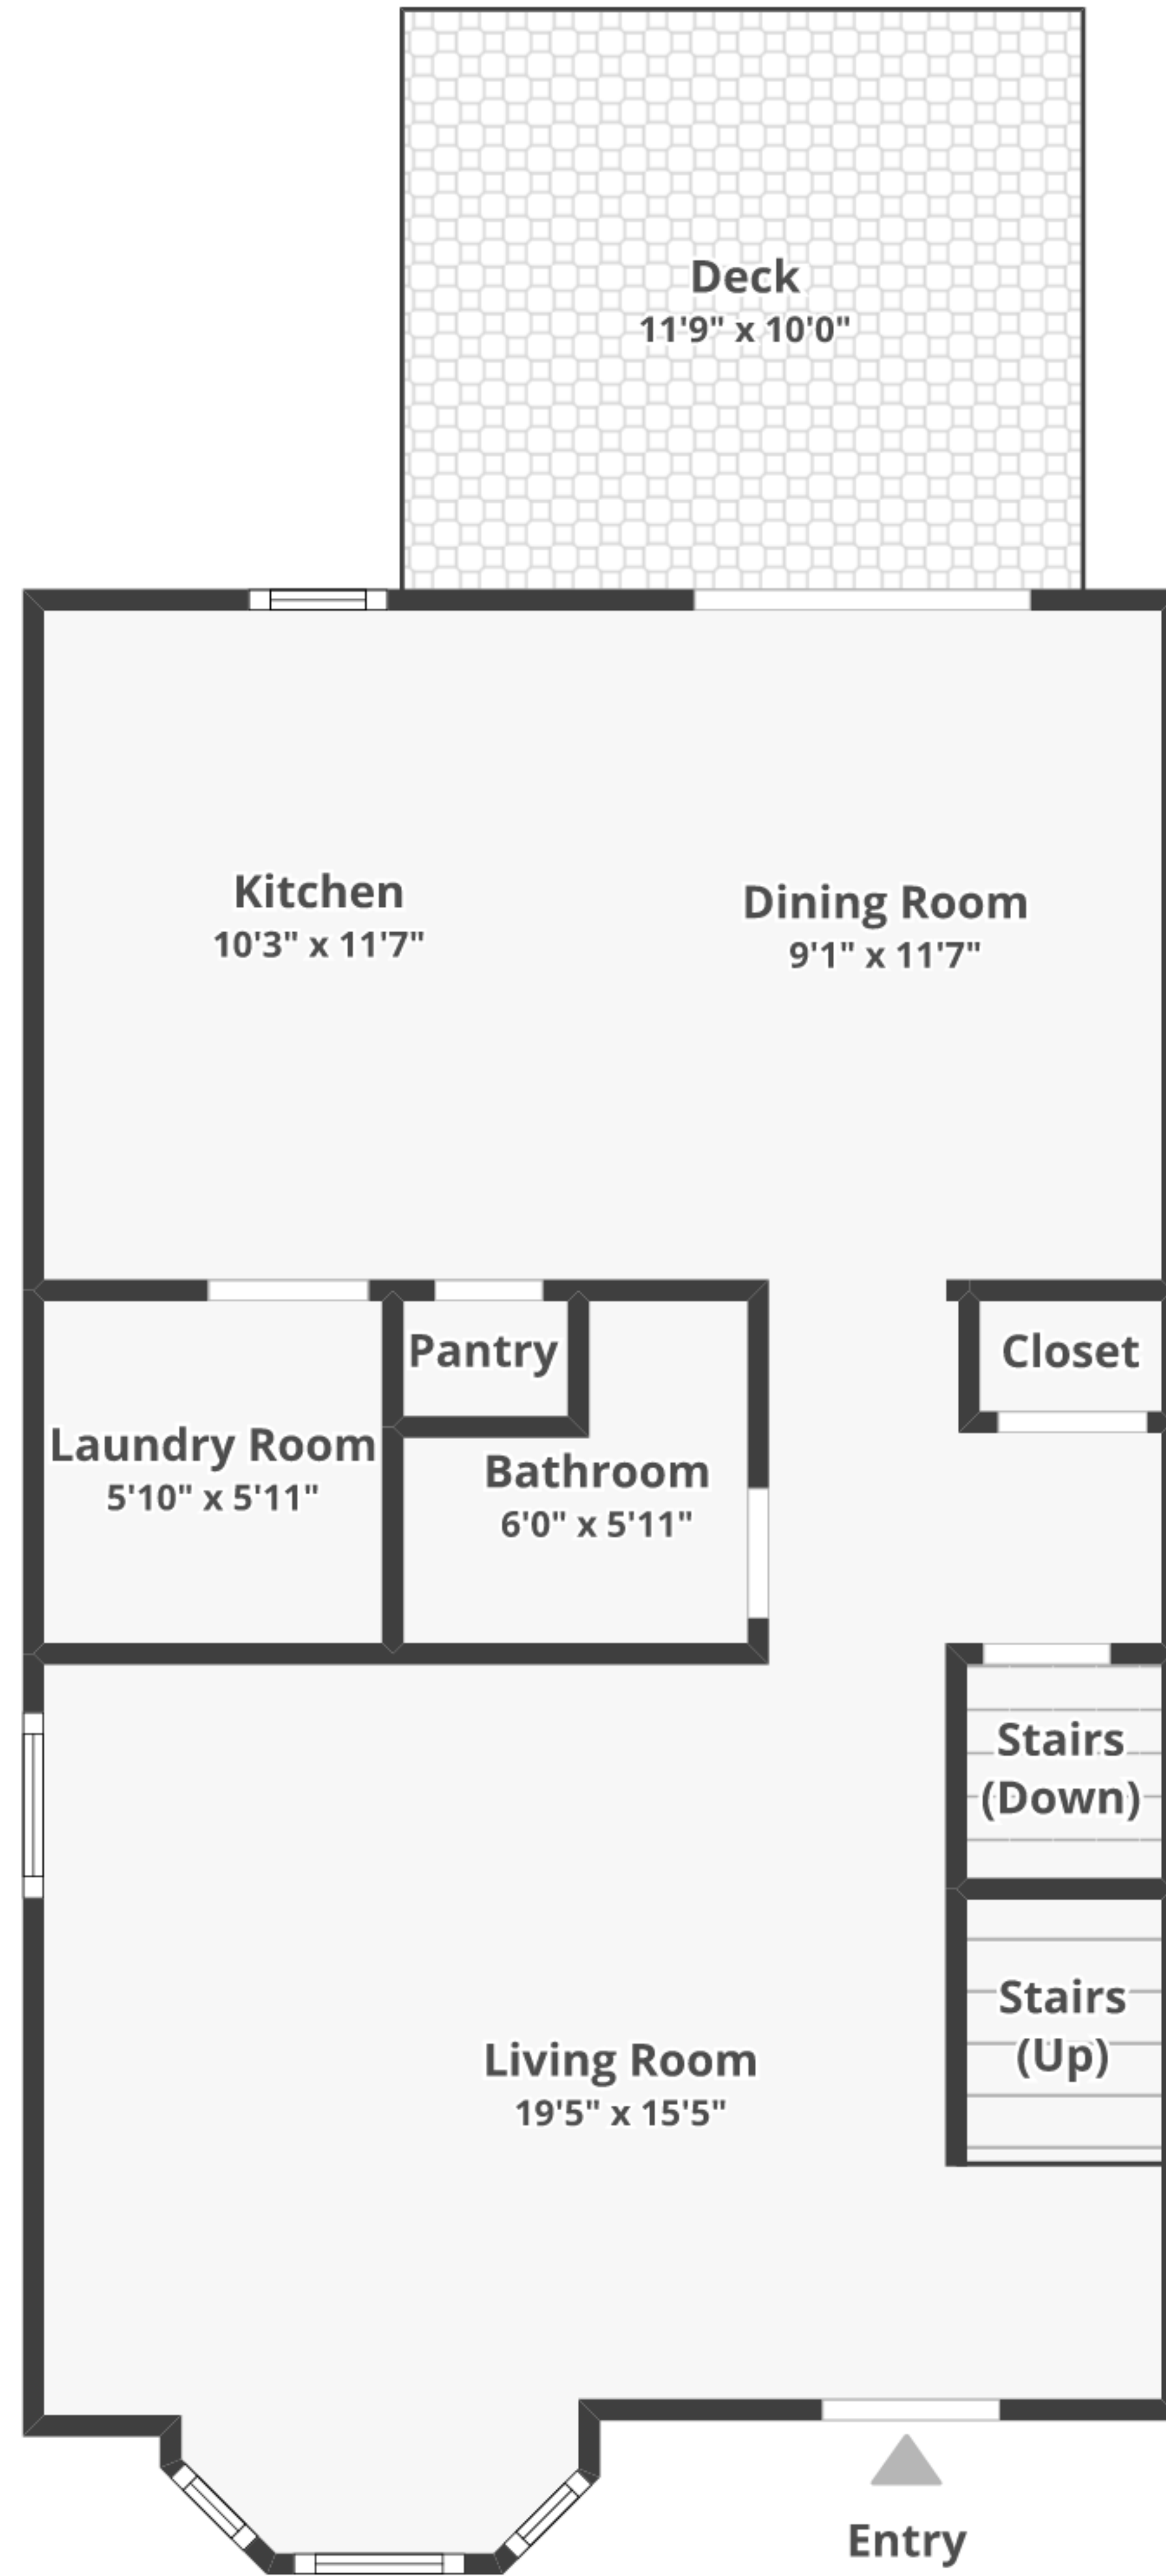 Deck
11'9" x 10'0"
Kitchen
10'3" x 11'7"
Dining Room
9'1" x 11'7"
Pantry
Closet
Laundry Room
5'10" x 5'11"
Bathroom
6'0" x 5'11"
Stairs
(Down)
Stairs
(Up)
Living Room
19'5" x 15'5"
Entry